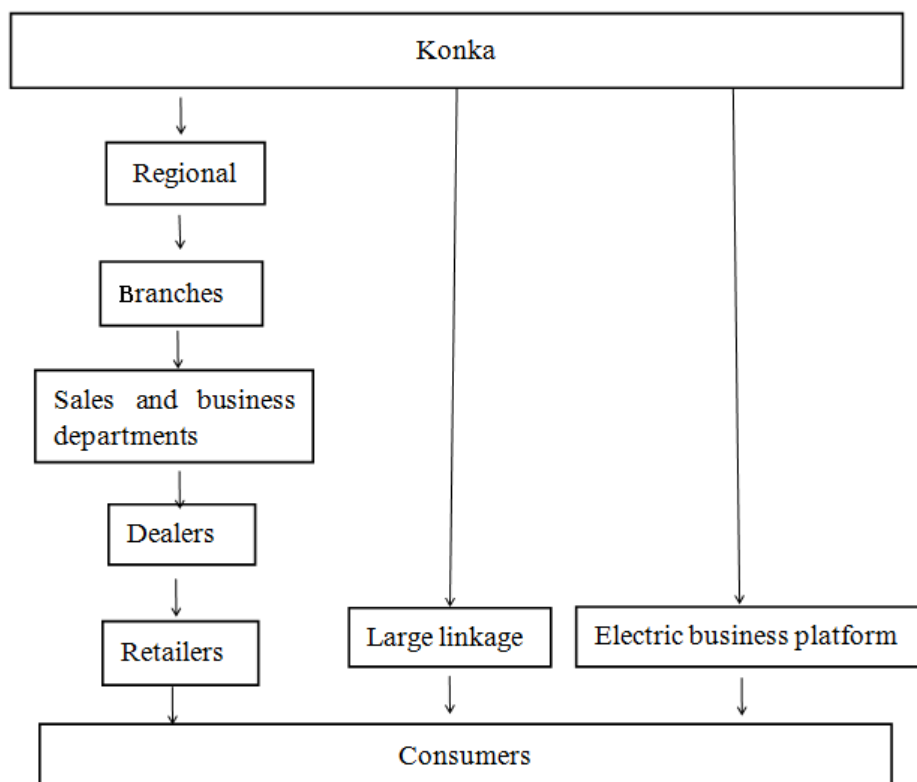 Konka
Regional
Branches
Sales and business
departments
Dealers
Retailers
Large linkage
Electric business platform
Consumers